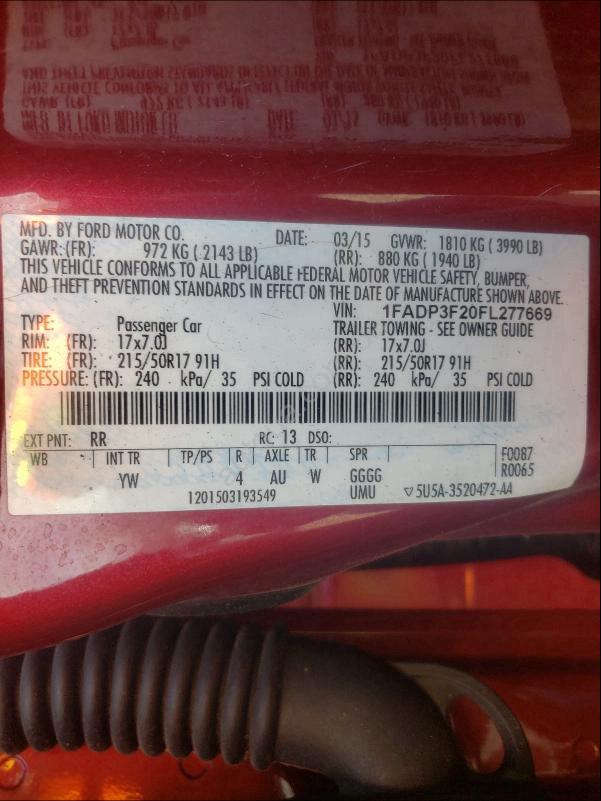 MFD. BY FORD MOTOR CO.
DATE: 03/15 GVWR: 1810 KG ( 3990 LB)
GAWR: (FR): 972 KG ( 2143 LB) (RR): 880 KG ( 1940 LB)
THIS VEHICLE CONFORMS TO ALL APPLICABLE FEDERAL MOTOR VEHICLE SAFETY, BUMPER,
AND THEFT PREVENTION STANDARDS IN EFFECT ON THE DATE OF MANUFACTURE SHOWN ABOVE.
VIN: 1FADP3F20FL277669
TYPE: Passenger Car TRAILER TOWING - SEE OWNER GUIDE
RIM: (FR): 17x7.0J (RR): 17x7.0J
TIRE: (FR): 215/50R17 91H (RR): 215/50R17 91H
PRESSURE: (FR): 240 kPa/ 35 PSI COLD (RR): 240 kPa/ 35 PSI COLD
EXT PNT: RR RC: 13 DSO:
WB INT TR TP/PS R AXLE TR SPR F0087
YW 4 AU W GGGG R0065
1201503193549 UMU ▽5U5A-3520472-AA